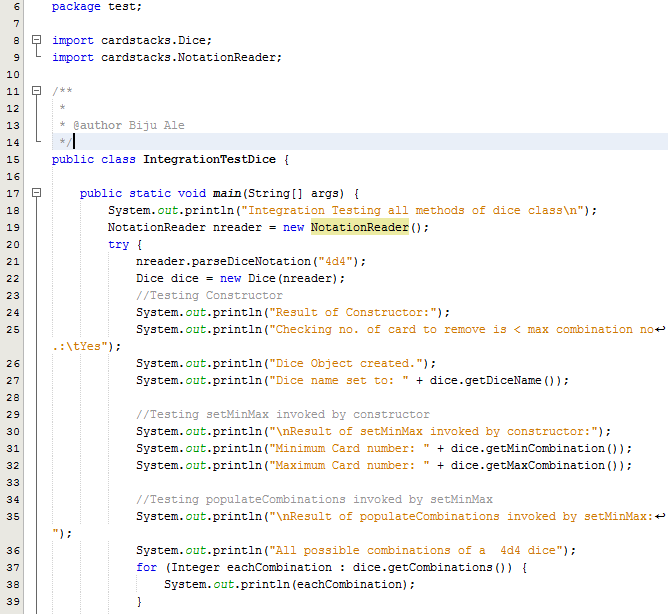 6 package test;
7
8 import cardstacks.Dice;
9 import cardstacks.NotationReader;
10
11 /**
12 *
13 * @author Biju Ale
14 */
15 public class IntegrationTestDice {
16
17 public static void main(String[] args) {
18 System.out.println("Integration Testing all methods of dice class\n");
19 NotationReader nreader = new NotationReader();
20 try {
21 nreader.parseDiceNotation("4d4");
22 Dice dice = new Dice(nreader);
23 //Testing Constructor
24 System.out.println("Result of Constructor:");
25 System.out.println("Checking no. of card to remove is < max combination no↵
.:\tYes");
26 System.out.println("Dice Object created.");
27 System.out.println("Dice name set to: " + dice.getDiceName());
28
29 //Testing setMinMax invoked by constructor
30 System.out.println("\nResult of setMinMax invoked by constructor:");
31 System.out.println("Minimum Card number: " + dice.getMinCombination());
32 System.out.println("Maximum Card number: " + dice.getMaxCombination());
33
34 //Testing populateCombinations invoked by setMinMax
35 System.out.println("\nResult of populateCombinations invoked by setMinMax:↵
");
36 System.out.println("All possible combinations of a  4d4 dice");
37 for (Integer eachCombination : dice.getCombinations()) {
38 System.out.println(eachCombination);
39 }